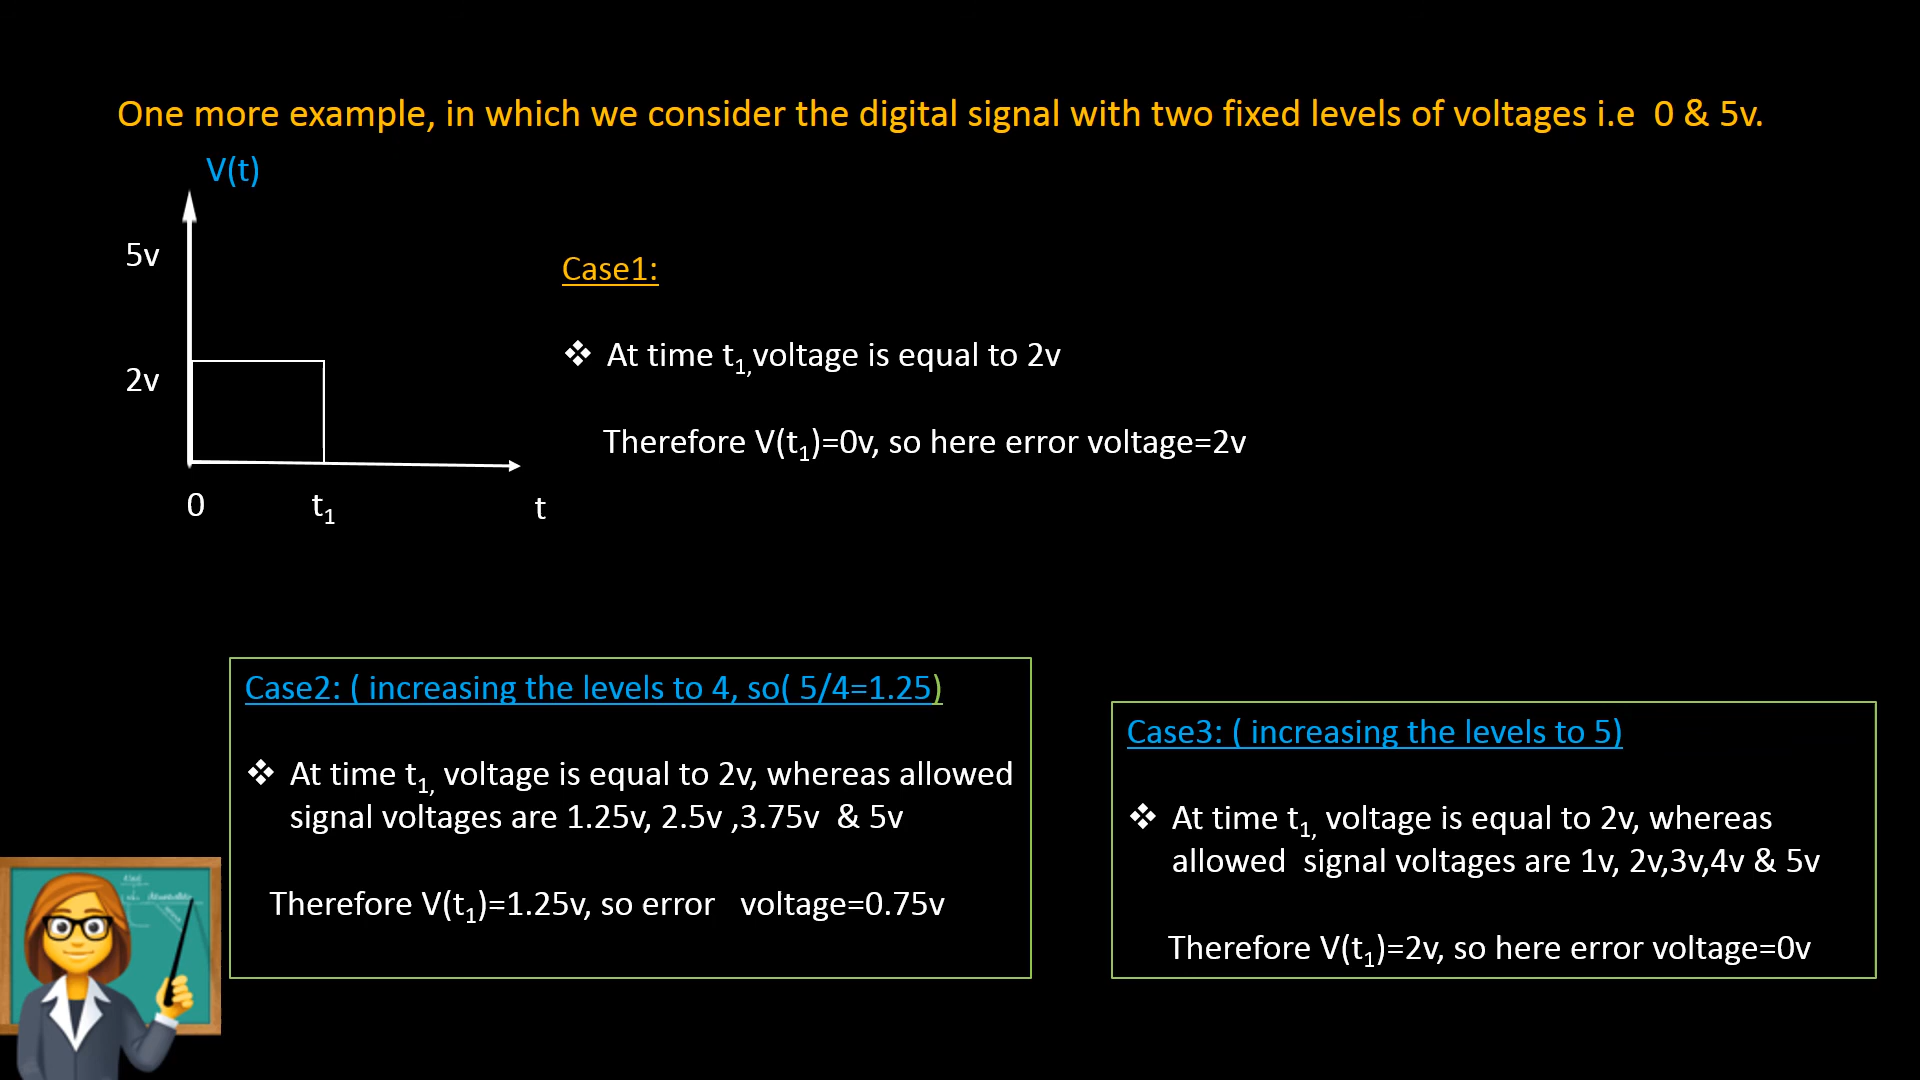 One more example, in which we consider the digital signal with two fixed levels of voltages i.e 0 & 5v.
V(t)
5v
2v
0
t1
t
Case1:
❖ At time t1,voltage is equal to 2v
Therefore V(t1)=0v, so here error voltage=2v
Case2: ( increasing the levels to 4, so( 5/4=1.25)
❖ At time t1, voltage is equal to 2v, whereas allowed
signal voltages are 1.25v, 2.5v ,3.75v & 5v
Therefore V(t1)=1.25v, so error voltage=0.75v
Case3: ( increasing the levels to 5)
❖ At time t1, voltage is equal to 2v, whereas
allowed signal voltages are 1v, 2v,3v,4v & 5v
Therefore V(t1)=2v, so here error voltage=0v